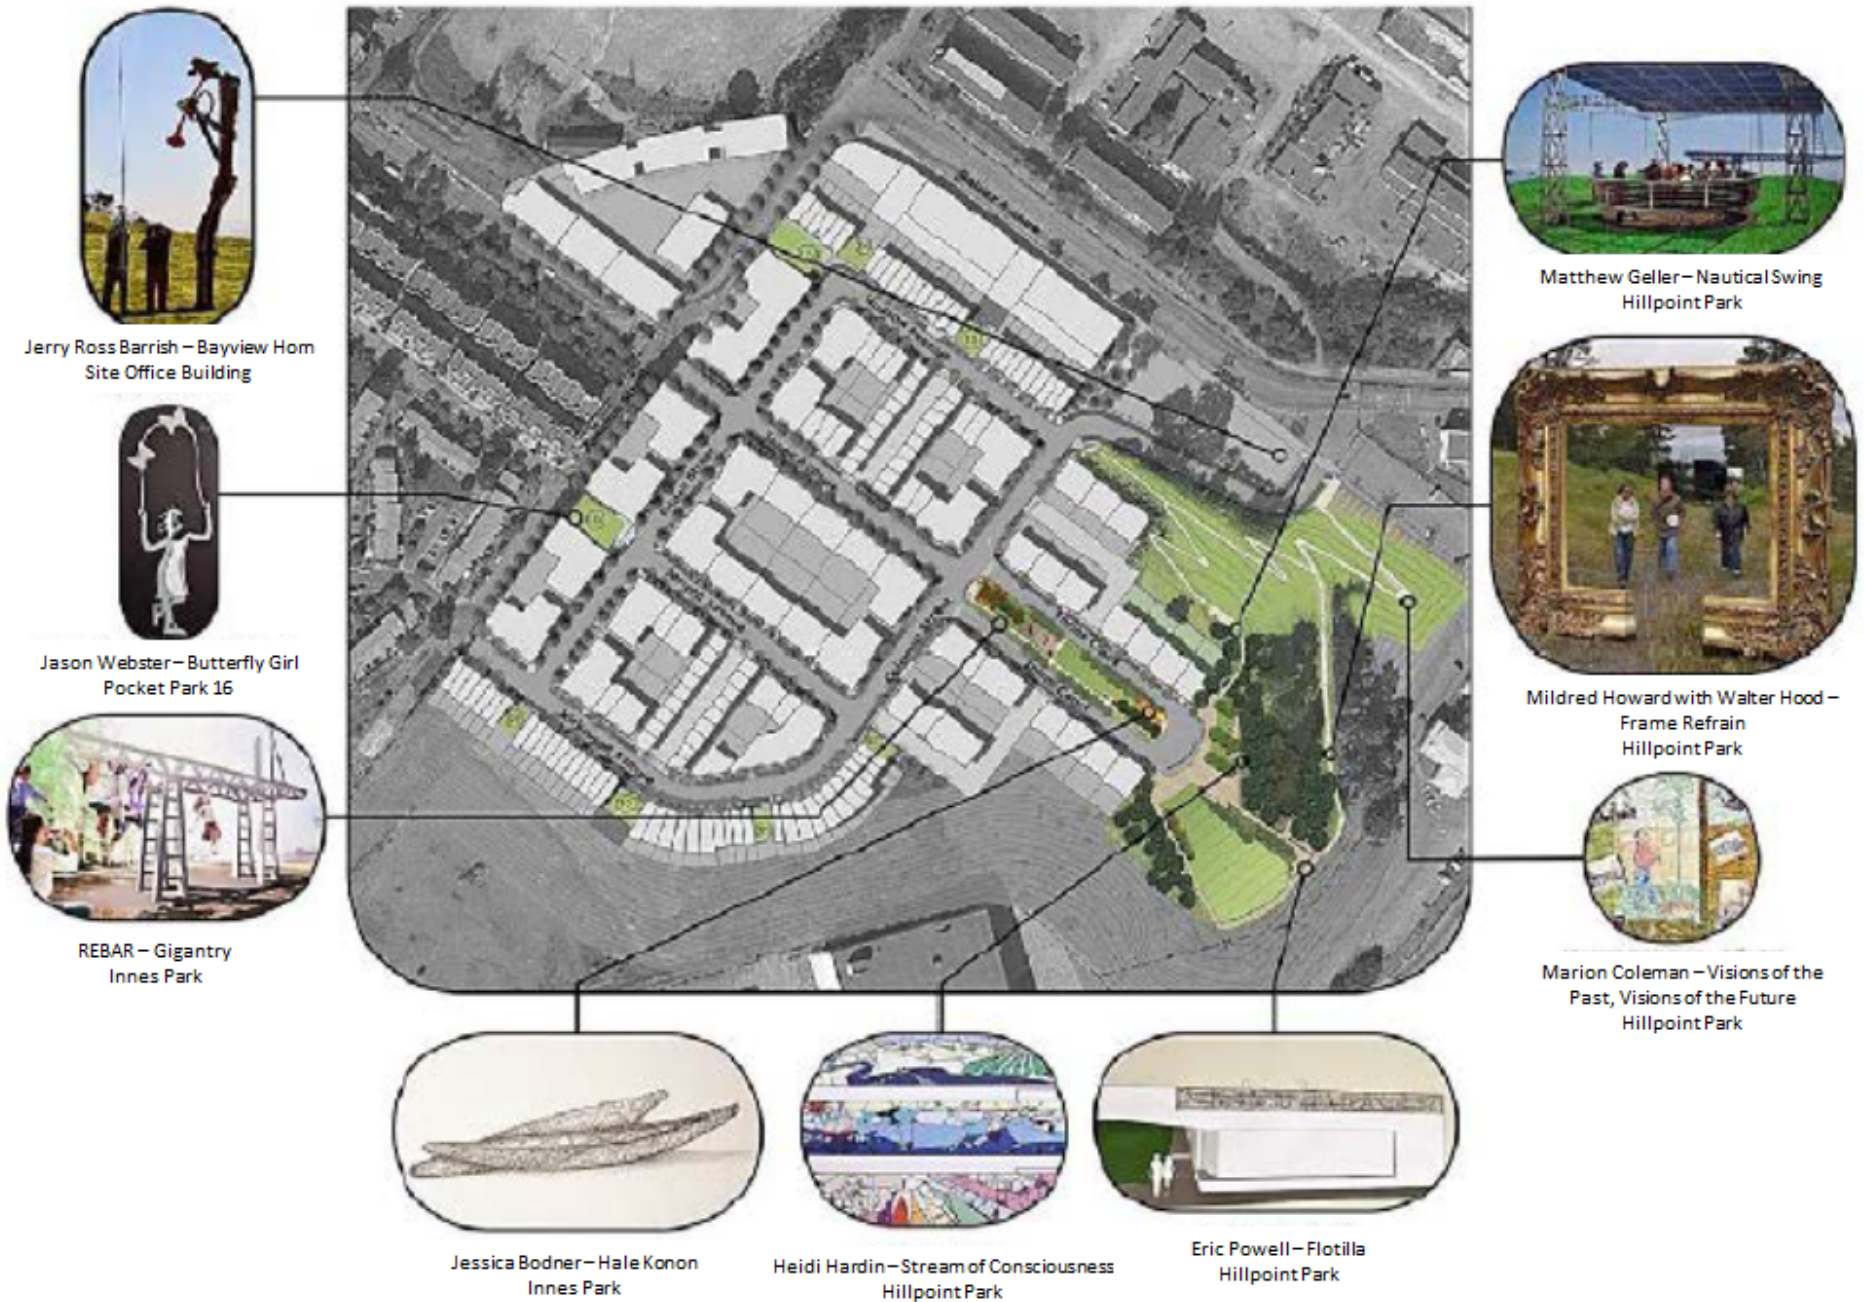 Jerry Ross Barrish – Bayview Horn
Site Office Building
Jason Webster – Butterfly Girl
Pocket Park 16
REBAR – Gigantry
Innes Park
Jessica Bodner – Hale Konon
Innes Park
Heidi Hardin – Stream of Consciousness
Hillpoint Park
Eric Powell – Flotilla
Hillpoint Park
Matthew Geller – Nautical Swing
Hillpoint Park
Mildred Howard with Walter Hood –
Frame Refrain
Hillpoint Park
Marion Coleman – Visions of the
Past, Visions of the Future
Hillpoint Park